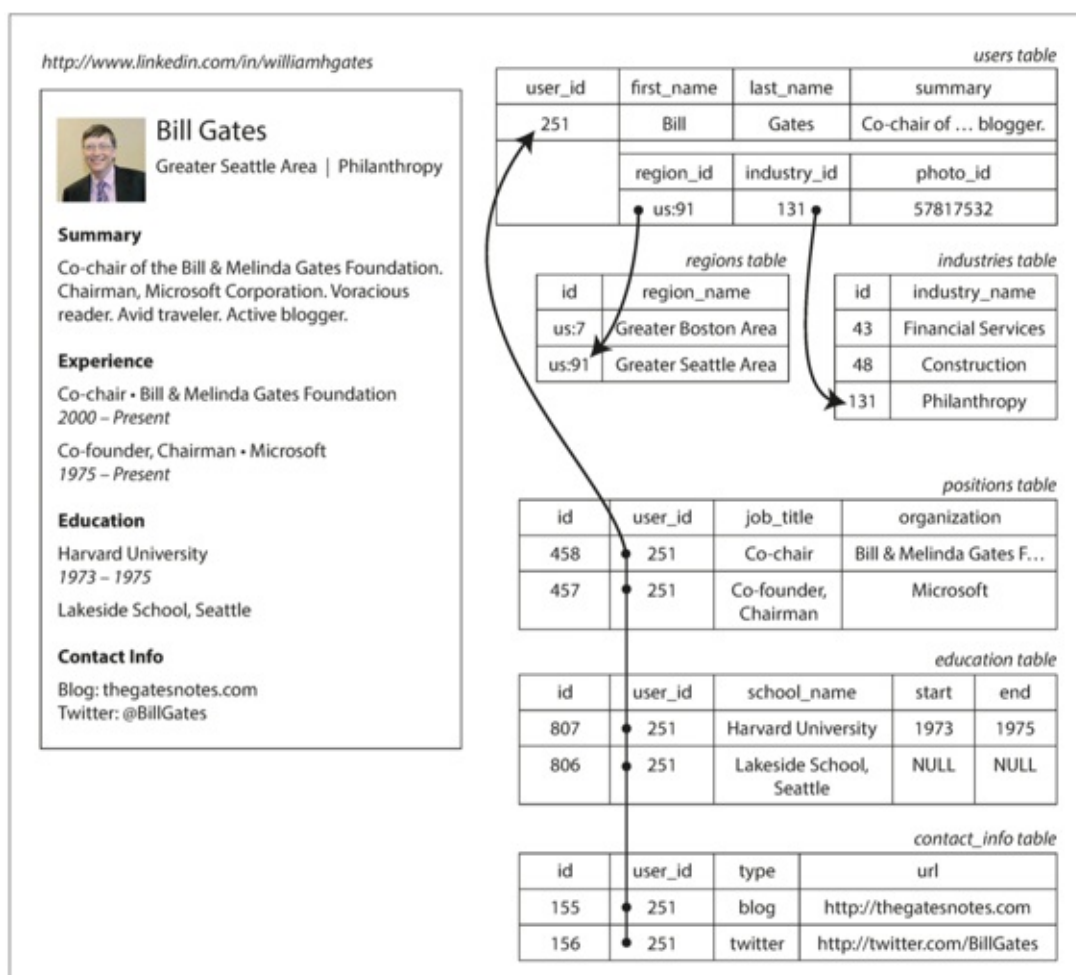 http://www.linkedin.com/in/williamhgates
Bill Gates
Greater Seattle Area | Philanthropy
Summary
Co-chair of the Bill & Melinda Gates Foundation.
Chairman, Microsoft Corporation. Voracious
reader. Avid traveler. Active blogger.
Experience
Co-chair • Bill & Melinda Gates Foundation
2000 – Present
Co-founder, Chairman • Microsoft
1975 – Present
Education
Harvard University
1973 – 1975
Lakeside School, Seattle
Contact Info
Blog: thegatesnotes.com
Twitter: @BillGates
users table
user_id first_name last_name summary
251 Bill Gates Co-chair of … blogger.
region_id industry_id photo_id
us:91 131 57817532
regions table
id region_name
us:7 Greater Boston Area
us:91 Greater Seattle Area
industries table
id industry_name
43 Financial Services
48 Construction
131 Philanthropy
positions table
id user_id job_title organization
458 251 Co-chair Bill & Melinda Gates F…
457 251 Co-founder, Microsoft
Chairman
education table
id user_id school_name start end
807 251 Harvard University 1973 1975
806 251 Lakeside School, NULL NULL
Seattle
contact_info table
id user_id type url
155 251 blog http://thegatesnotes.com
156 251 twitter http://twitter.com/BillGates